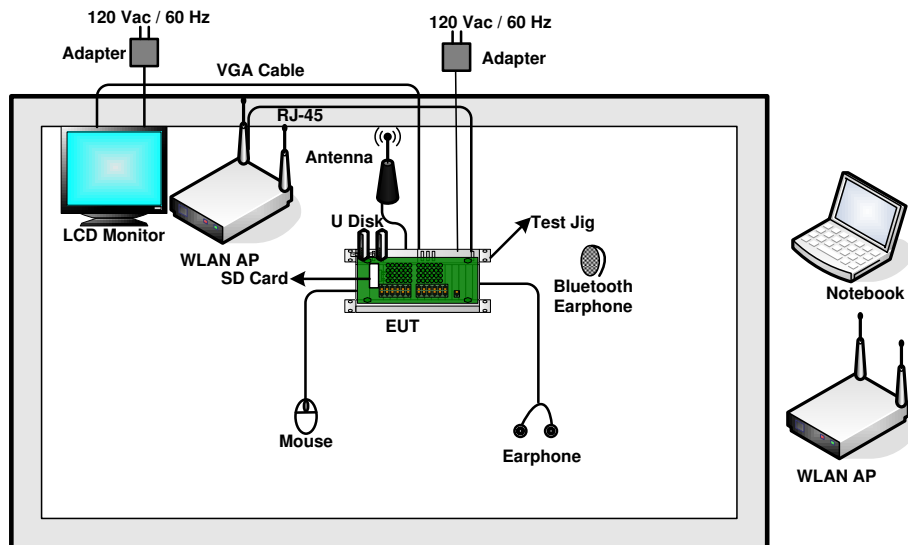 120 Vac / 60 Hz
120 Vac / 60 Hz
Adapter
Adapter
VGA Cable
RJ-45
Antenna
U Disk
Test Jig
LCD Monitor
WLAN AP
SD Card
Bluetooth
Earphone
EUT
Notebook
Mouse
Earphone
WLAN AP